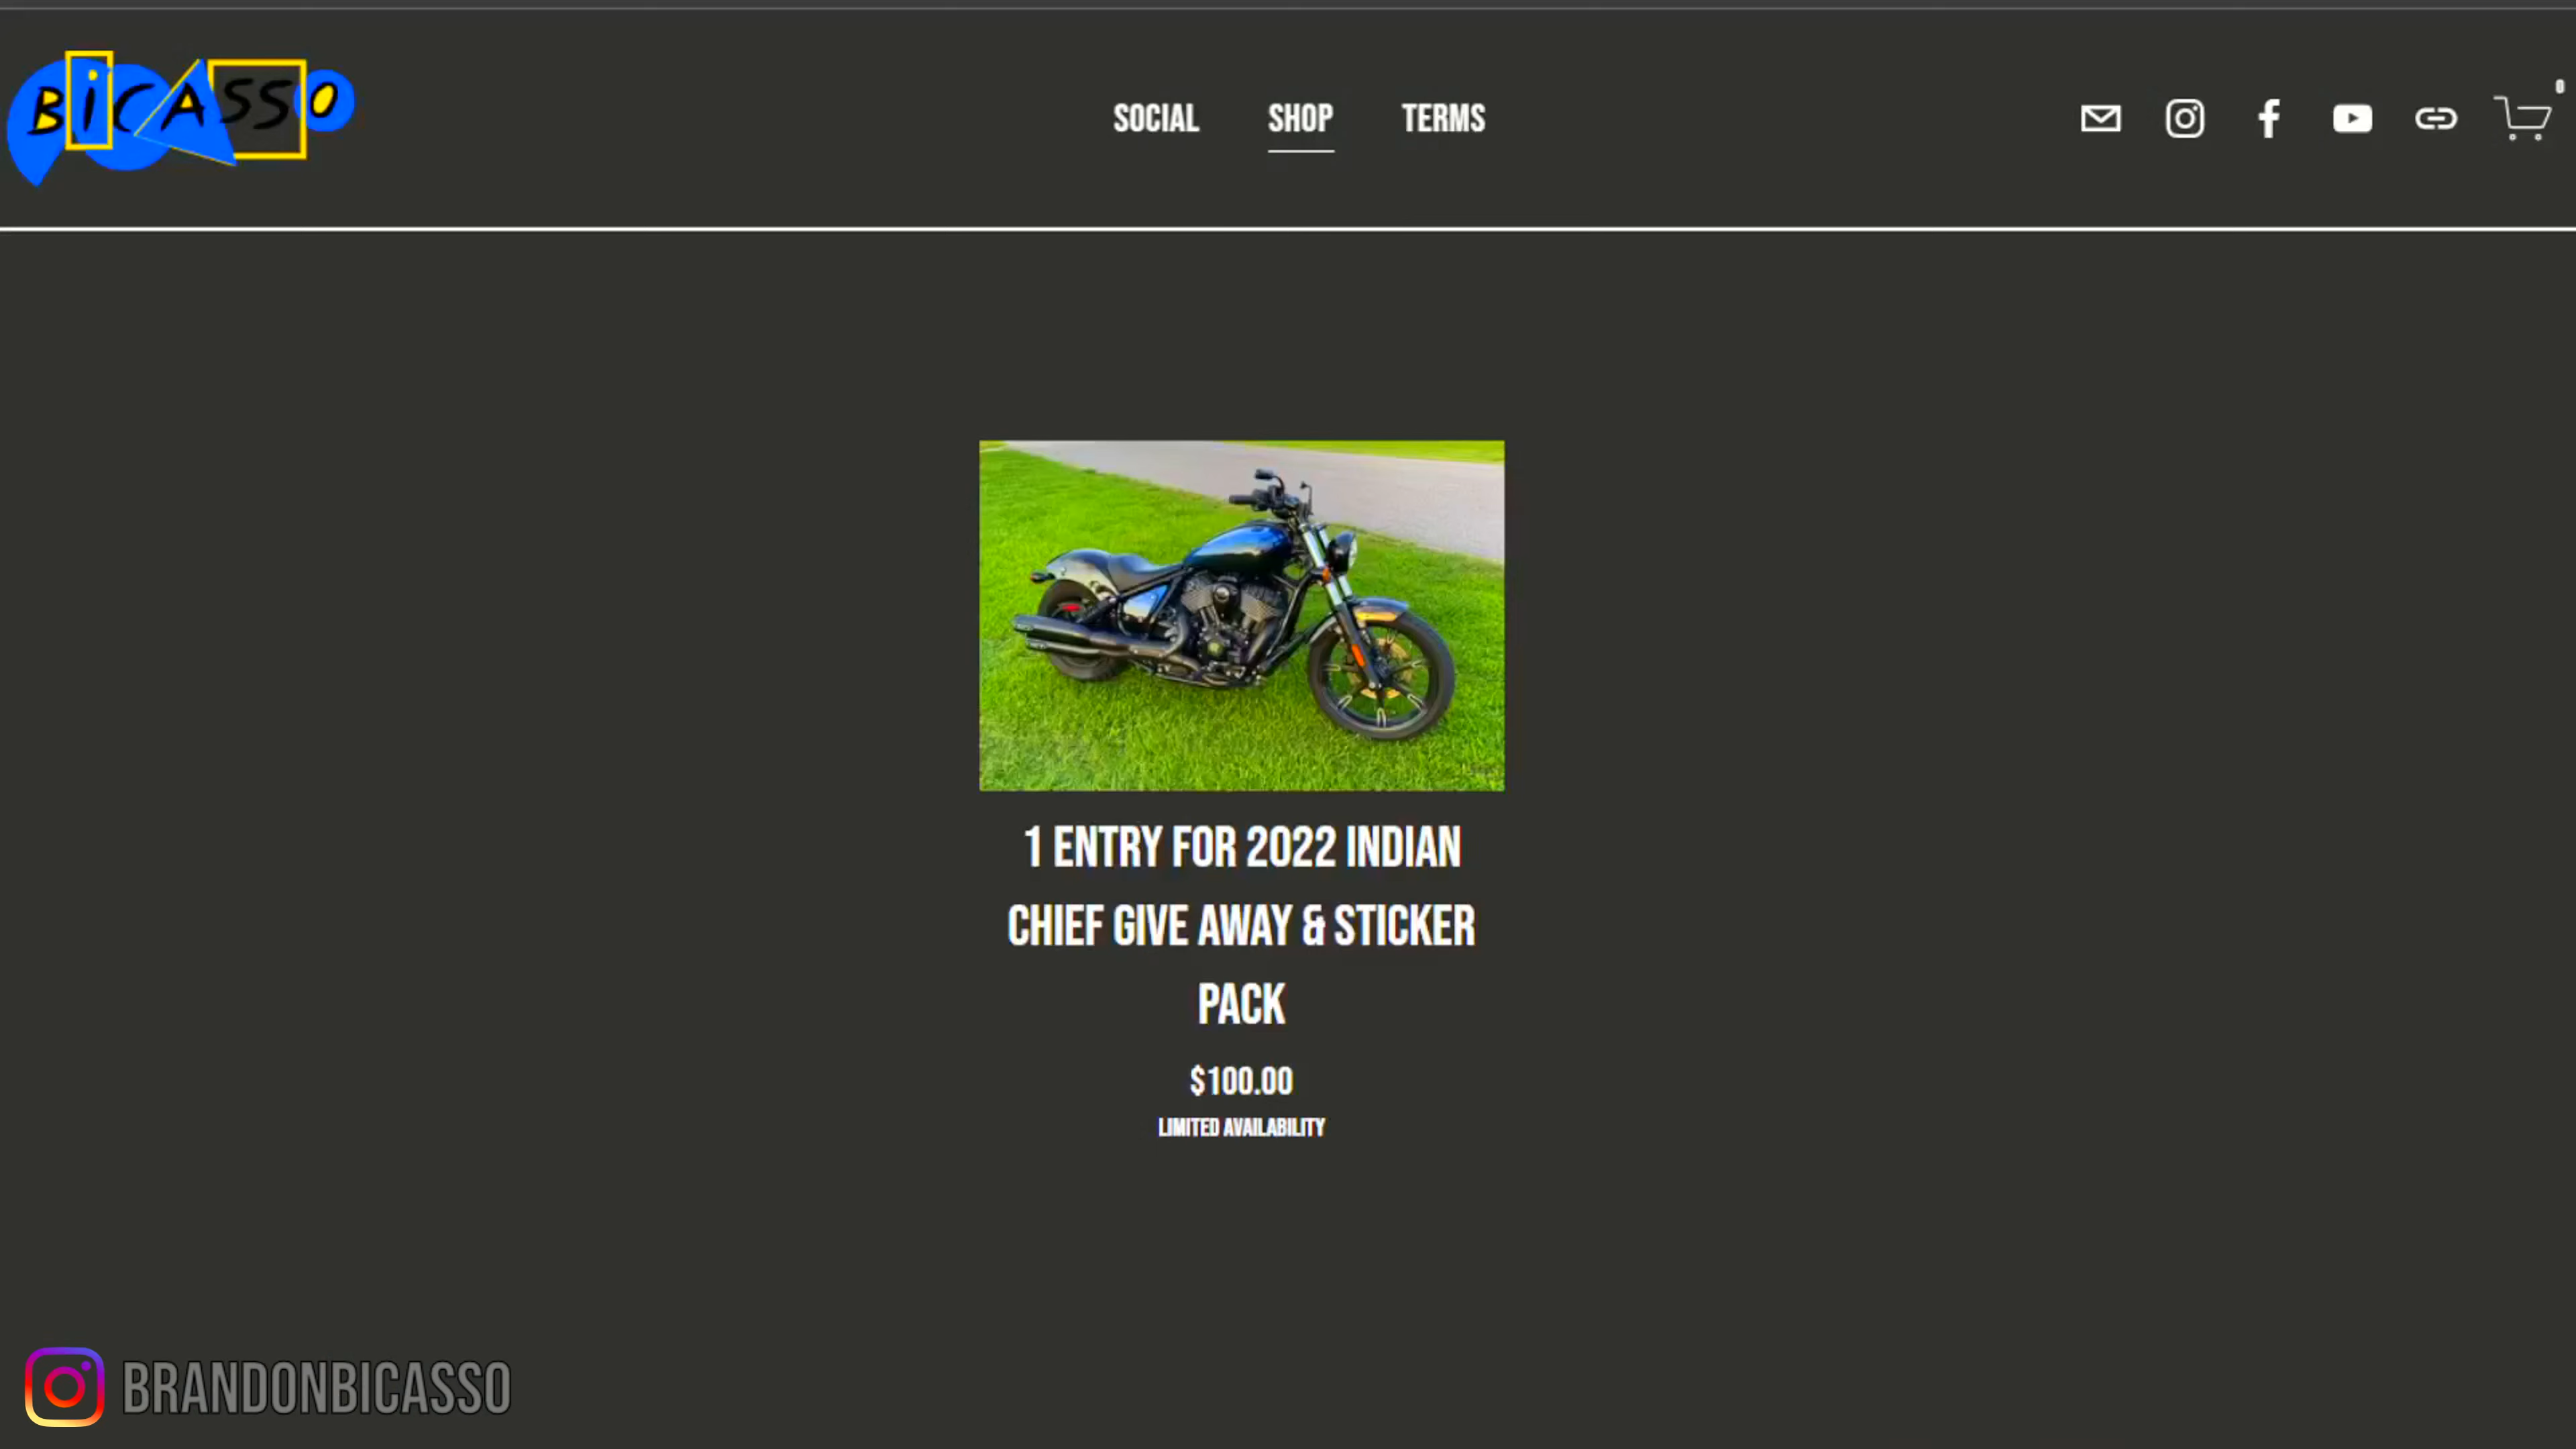 BiCASSO
SOCIAL SHOP TERMS
0
1 ENTRY FOR 2022 INDIAN
CHIEF GIVE AWAY & STICKER
PACK
$100.00
LIMITED AVAILABILITY
BRANDONBICASSO